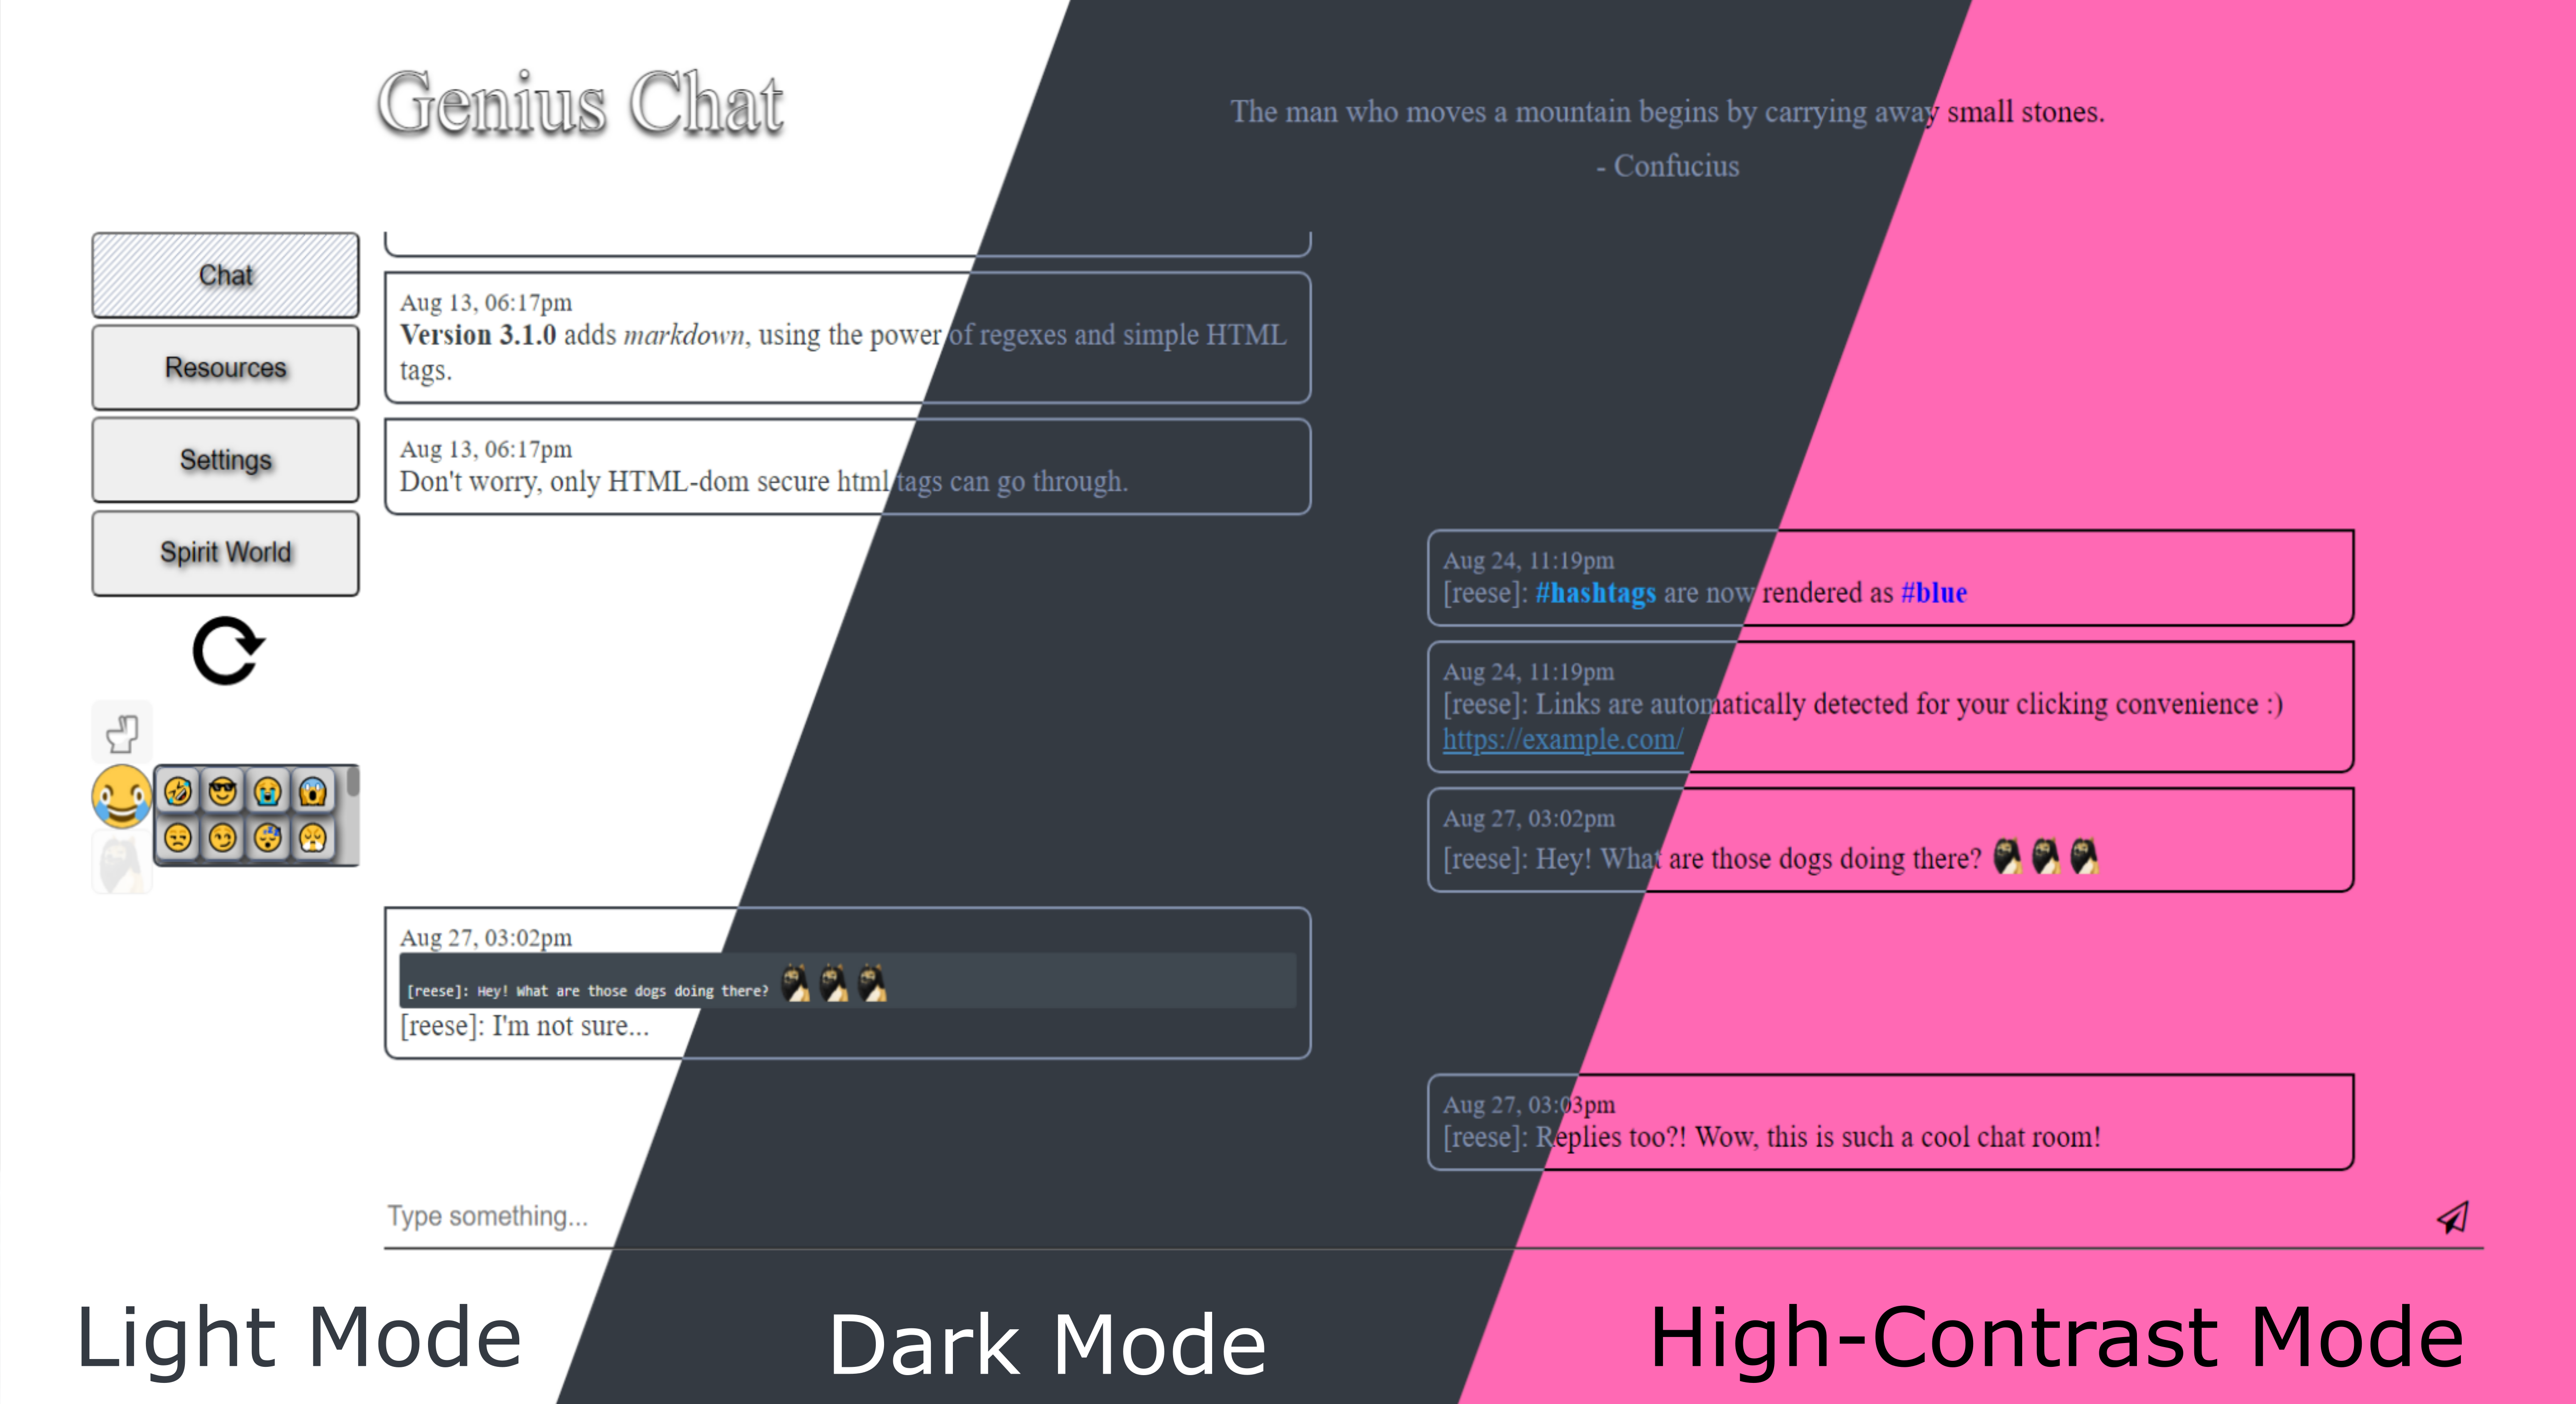 Genius Chat
The man who moves a mountain begins by carrying away small stones.
- Confucius
Chat
Resources
Settings
Spirit World
Aug 13, 06:17pm
Version 3.1.0 adds markdown, using the power of regexes and simple HTML
tags.
Aug 13, 06:17pm
Don't worry, only HTML-dom secure html tags can go through.
Aug 24, 11:19pm
[reese]: #hashtags are now rendered as #blue
Aug 24, 11:19pm
[reese]: Links are automatically detected for your clicking convenience :)
https://example.com/
Aug 27, 03:02pm
[reese]: Hey! What are those dogs doing there?
Aug 27, 03:02pm
[reese]: Hey! What are those dogs doing there?
[reese]: I'm not sure...
Aug 27, 03:03pm
[reese]: Replies too?! Wow, this is such a cool chat room!
Type something...
Light Mode
Dark Mode
High-Contrast Mode